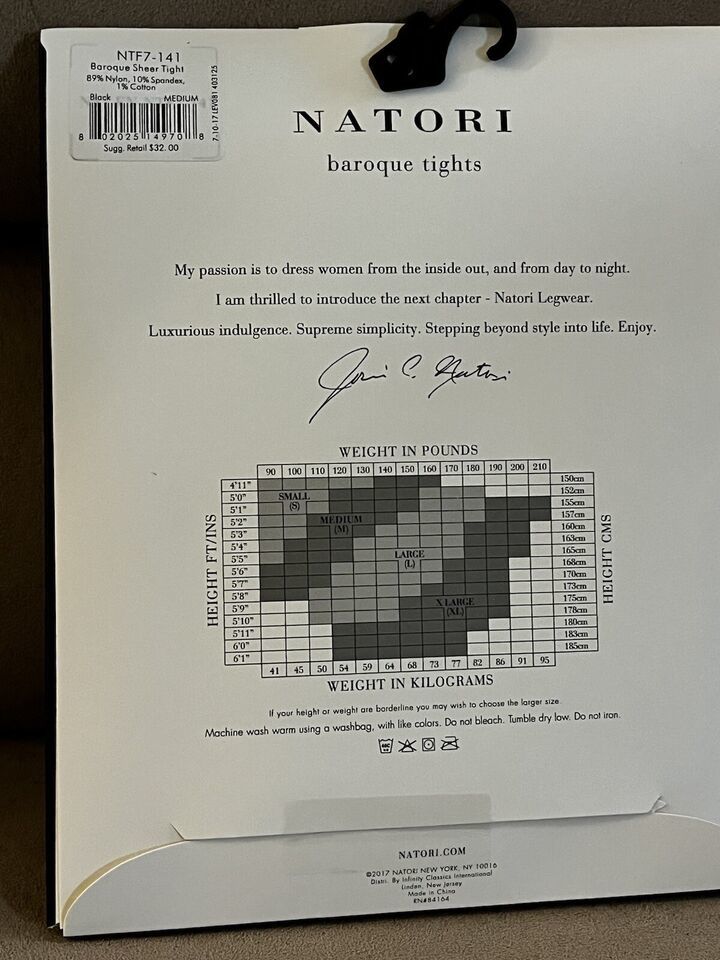 NTF7-141
Baroque Sheer Tight
89% Nylon, 10% Spandex,
1% Cotton
Black MEDIUM
8 02025 14970 8
Sugg. Retail $32.00
7-10-17 LEV081 403125
NATORI
baroque tights
My passion is to dress women from the inside out, and from day to night.
I am thrilled to introduce the next chapter - Natori Legwear.
Luxurious indulgence. Supreme simplicity. Stepping beyond style into life. Enjoy.
Josie C. Natori
WEIGHT IN POUNDS
90 100 110 120 130 140 150 160 170 180 190 200 210
HEIGHT FT/INS
4'11" 150cm
5'0" 152cm
5'1" 155cm
5'2" 157cm
5'3" 160cm
5'4" 163cm
5'5" 165cm
5'6" 168cm
5'7" 170cm
5'8" 173cm
5'9" 175cm
5'10" 178cm
5'11" 180cm
6'0" 183cm
6'1" 185cm
HEIGHT CMS
SMALL
(S)
MEDIUM
(M)
LARGE
(L)
X LARGE
(XL)
41 45 50 54 59 64 68 73 77 82 86 91 95
WEIGHT IN KILOGRAMS
If your height or weight are borderline you may wish to choose the larger size
Machine wash warm using a washbag, with like colors. Do not bleach. Tumble dry low. Do not iron.
NATORI.COM
©2017 NATORI NEW YORK, NY 10016
Distri. By Infinity Classics International
Linden, New Jersey
Made in China
RN#84164